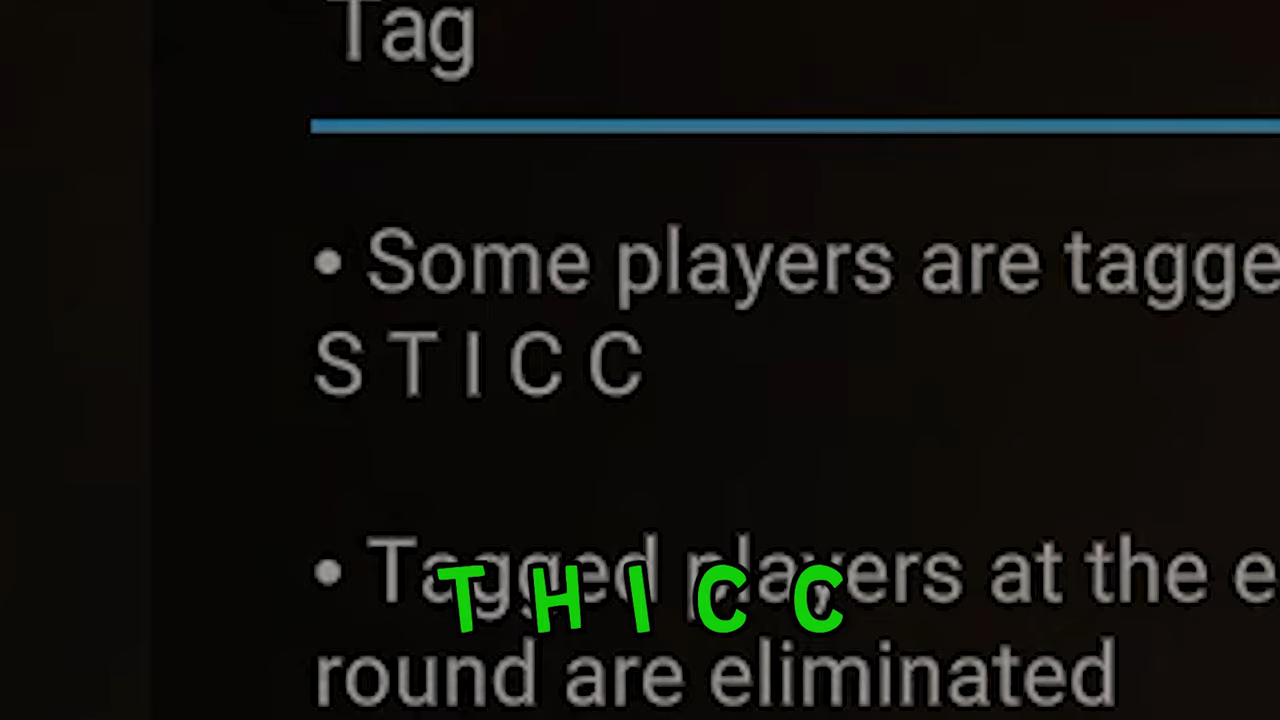 Tag
• Some players are tagge
S T I C C
• Tagged players at the e
T H I C C
round are eliminated